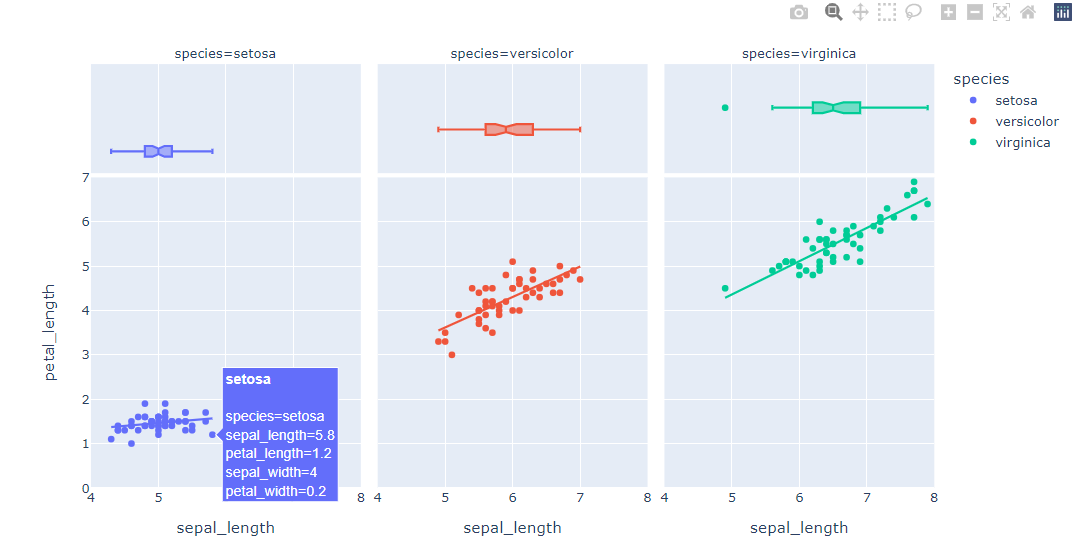 species=setosa species=versicolor species=virginica
species
setosa
versicolor
virginica
7
6
5
4
3
2
1
0
petal_length
setosa
species=setosa
sepal_length=5.8
petal_length=1.2
sepal_width=4
petal_width=0.2
4 5 8 4 5 6 7 8 4 5 6 7 8
sepal_length sepal_length sepal_length